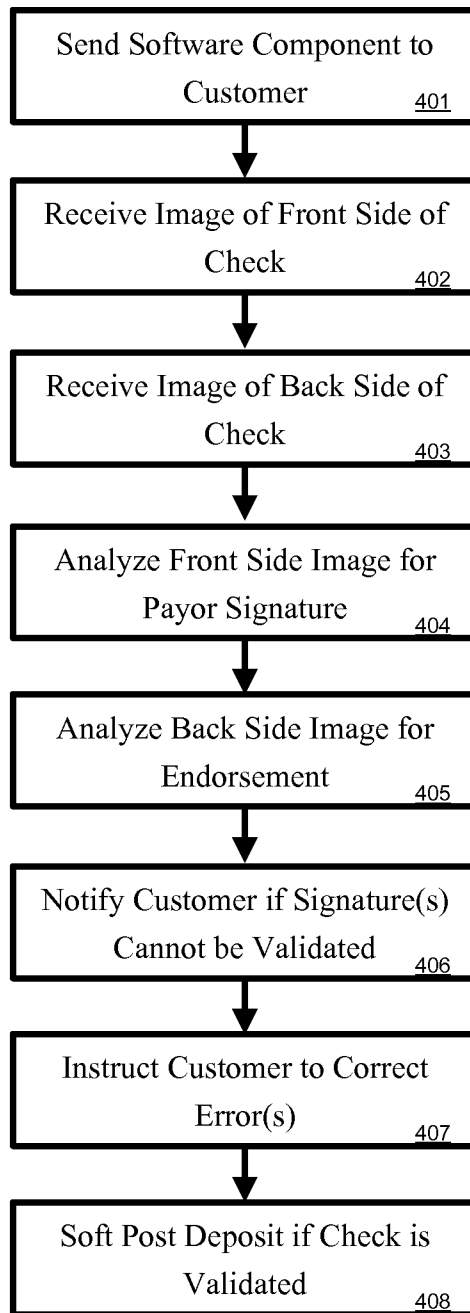 Send Software Component to
Customer
401
Receive Image of Front Side of
Check
402
Receive Image of Back Side of
Check
403
Analyze Front Side Image for
Payor Signature
404
Analyze Back Side Image for
Endorsement
405
Notify Customer if Signature(s)
Cannot be Validated
406
Instruct Customer to Correct
Error(s)
407
Soft Post Deposit if Check is
Validated
408